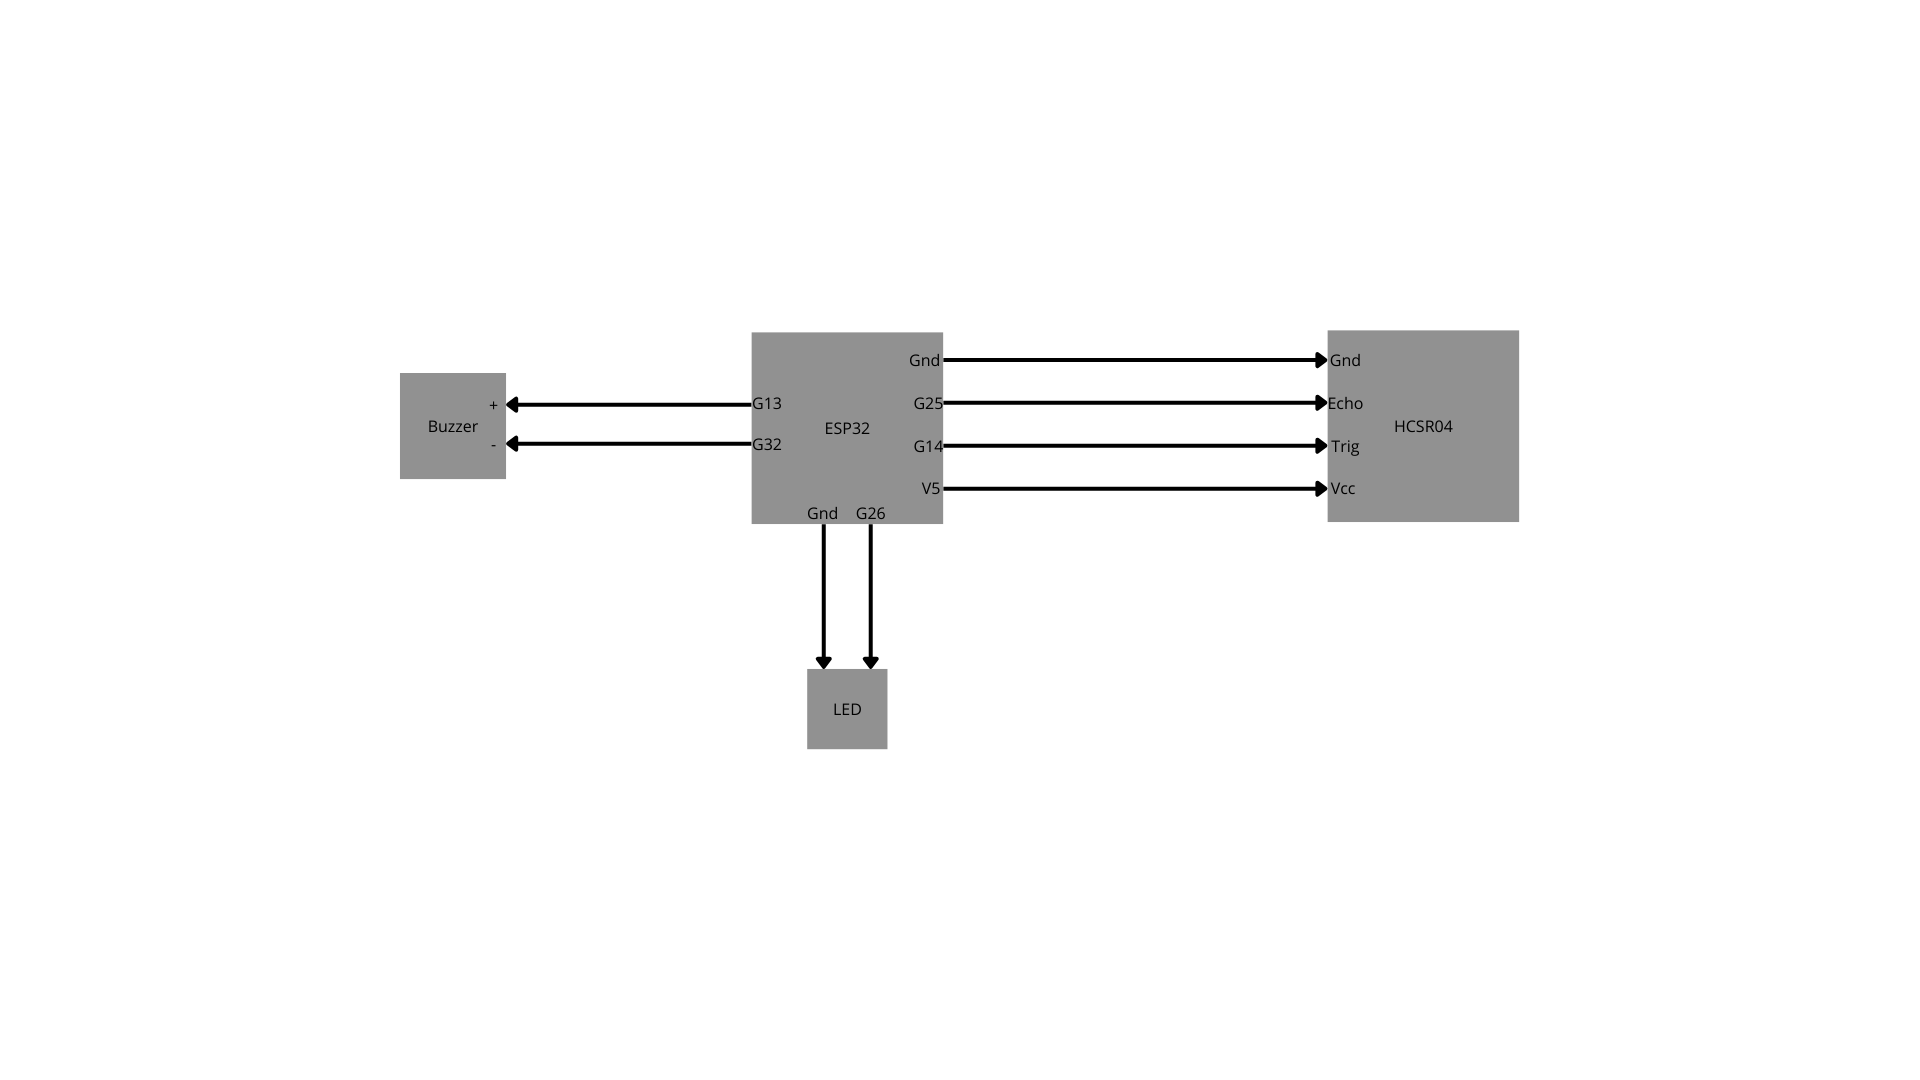 Buzzer
+
-
G13
G32
ESP32
Gnd
G25
G14
V5
Gnd
G26
Gnd
Echo
Trig
Vcc
HCSR04
LED